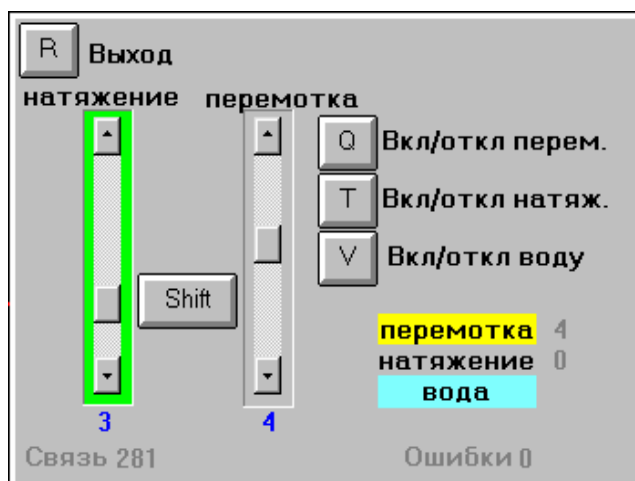 R Выход
натяжение перемотка
Q Вкл/откл перем.
T Вкл/откл натяж.
V Вкл/откл воду
Shift
перемотка 4
натяжение 0
вода
3 4
Связь 281 Ошибки 0